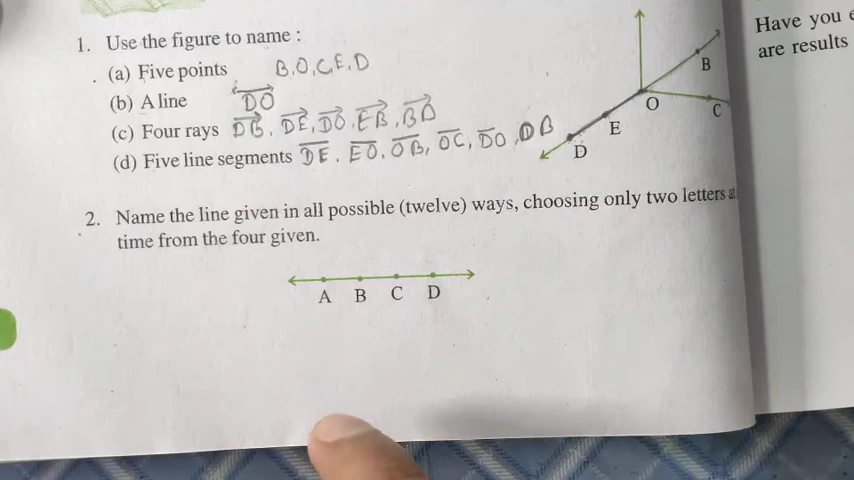 1. Use the figure to name :
(a) Five points B,O,C,E,D
(b) A line DO
(c) Four rays DB, DE, DO, EB, BD
(d) Five line segments DE, EO, OB, OC, DO, DB
B
O
C
E
D
2. Name the line given in all possible (twelve) ways, choosing only two letters at
time from the four given.
A B C D
Have you
are results